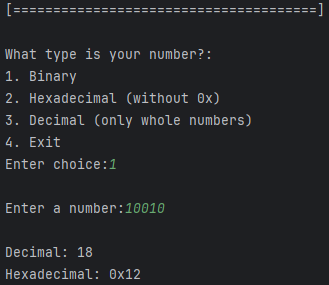 [======================================]
What type is your number?:
1. Binary
2. Hexadecimal (without 0x)
3. Decimal (only whole numbers)
4. Exit
Enter choice:1
Enter a number:10010
Decimal: 18
Hexadecimal: 0x12